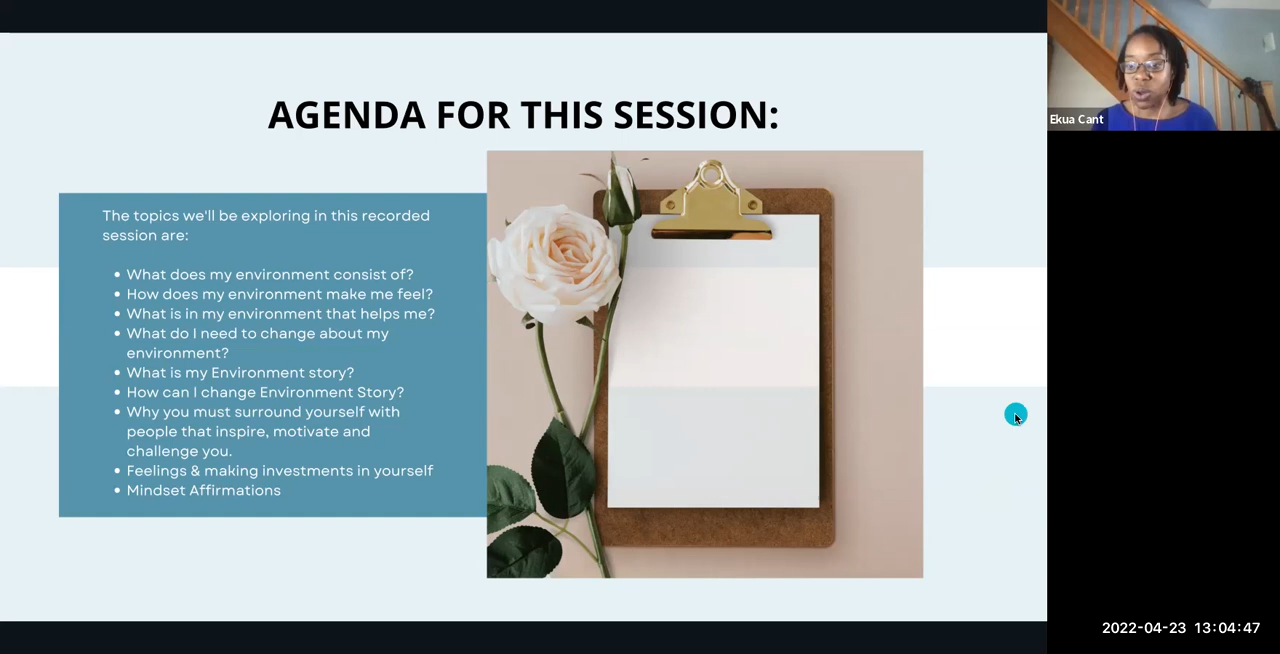 AGENDA FOR THIS SESSION:
The topics we'll be exploring in this recorded
session are:
• What does my environment consist of?
• How does my environment make me feel?
• What is in my environment that helps me?
• What do I need to change about my
environment?
• What is my Environment story?
• How can I change Environment Story?
• Why you must surround yourself with
people that inspire, motivate and
challenge you.
• Feelings & making investments in yourself
• Mindset Affirmations
Ekua Cant
2022-04-23 13:04:47